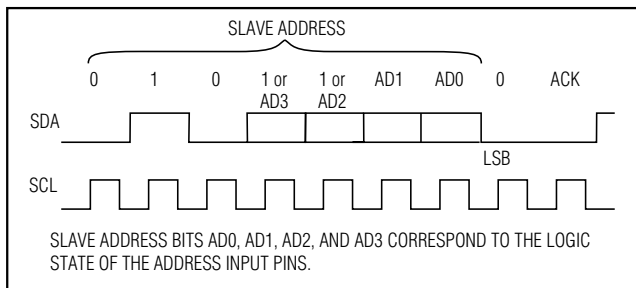 SLAVE ADDRESS
0 1 0 1 or AD3 1 or AD2 AD1 AD0 0 ACK
SDA
LSB
SCL
SLAVE ADDRESS BITS AD0, AD1, AD2, AND AD3 CORRESPOND TO THE LOGIC
STATE OF THE ADDRESS INPUT PINS.